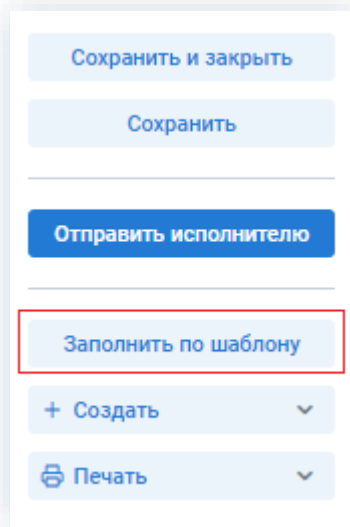 Сохранить и закрыть
Сохранить
Отправить исполнителю
Заполнить по шаблону
+ Создать
Печать